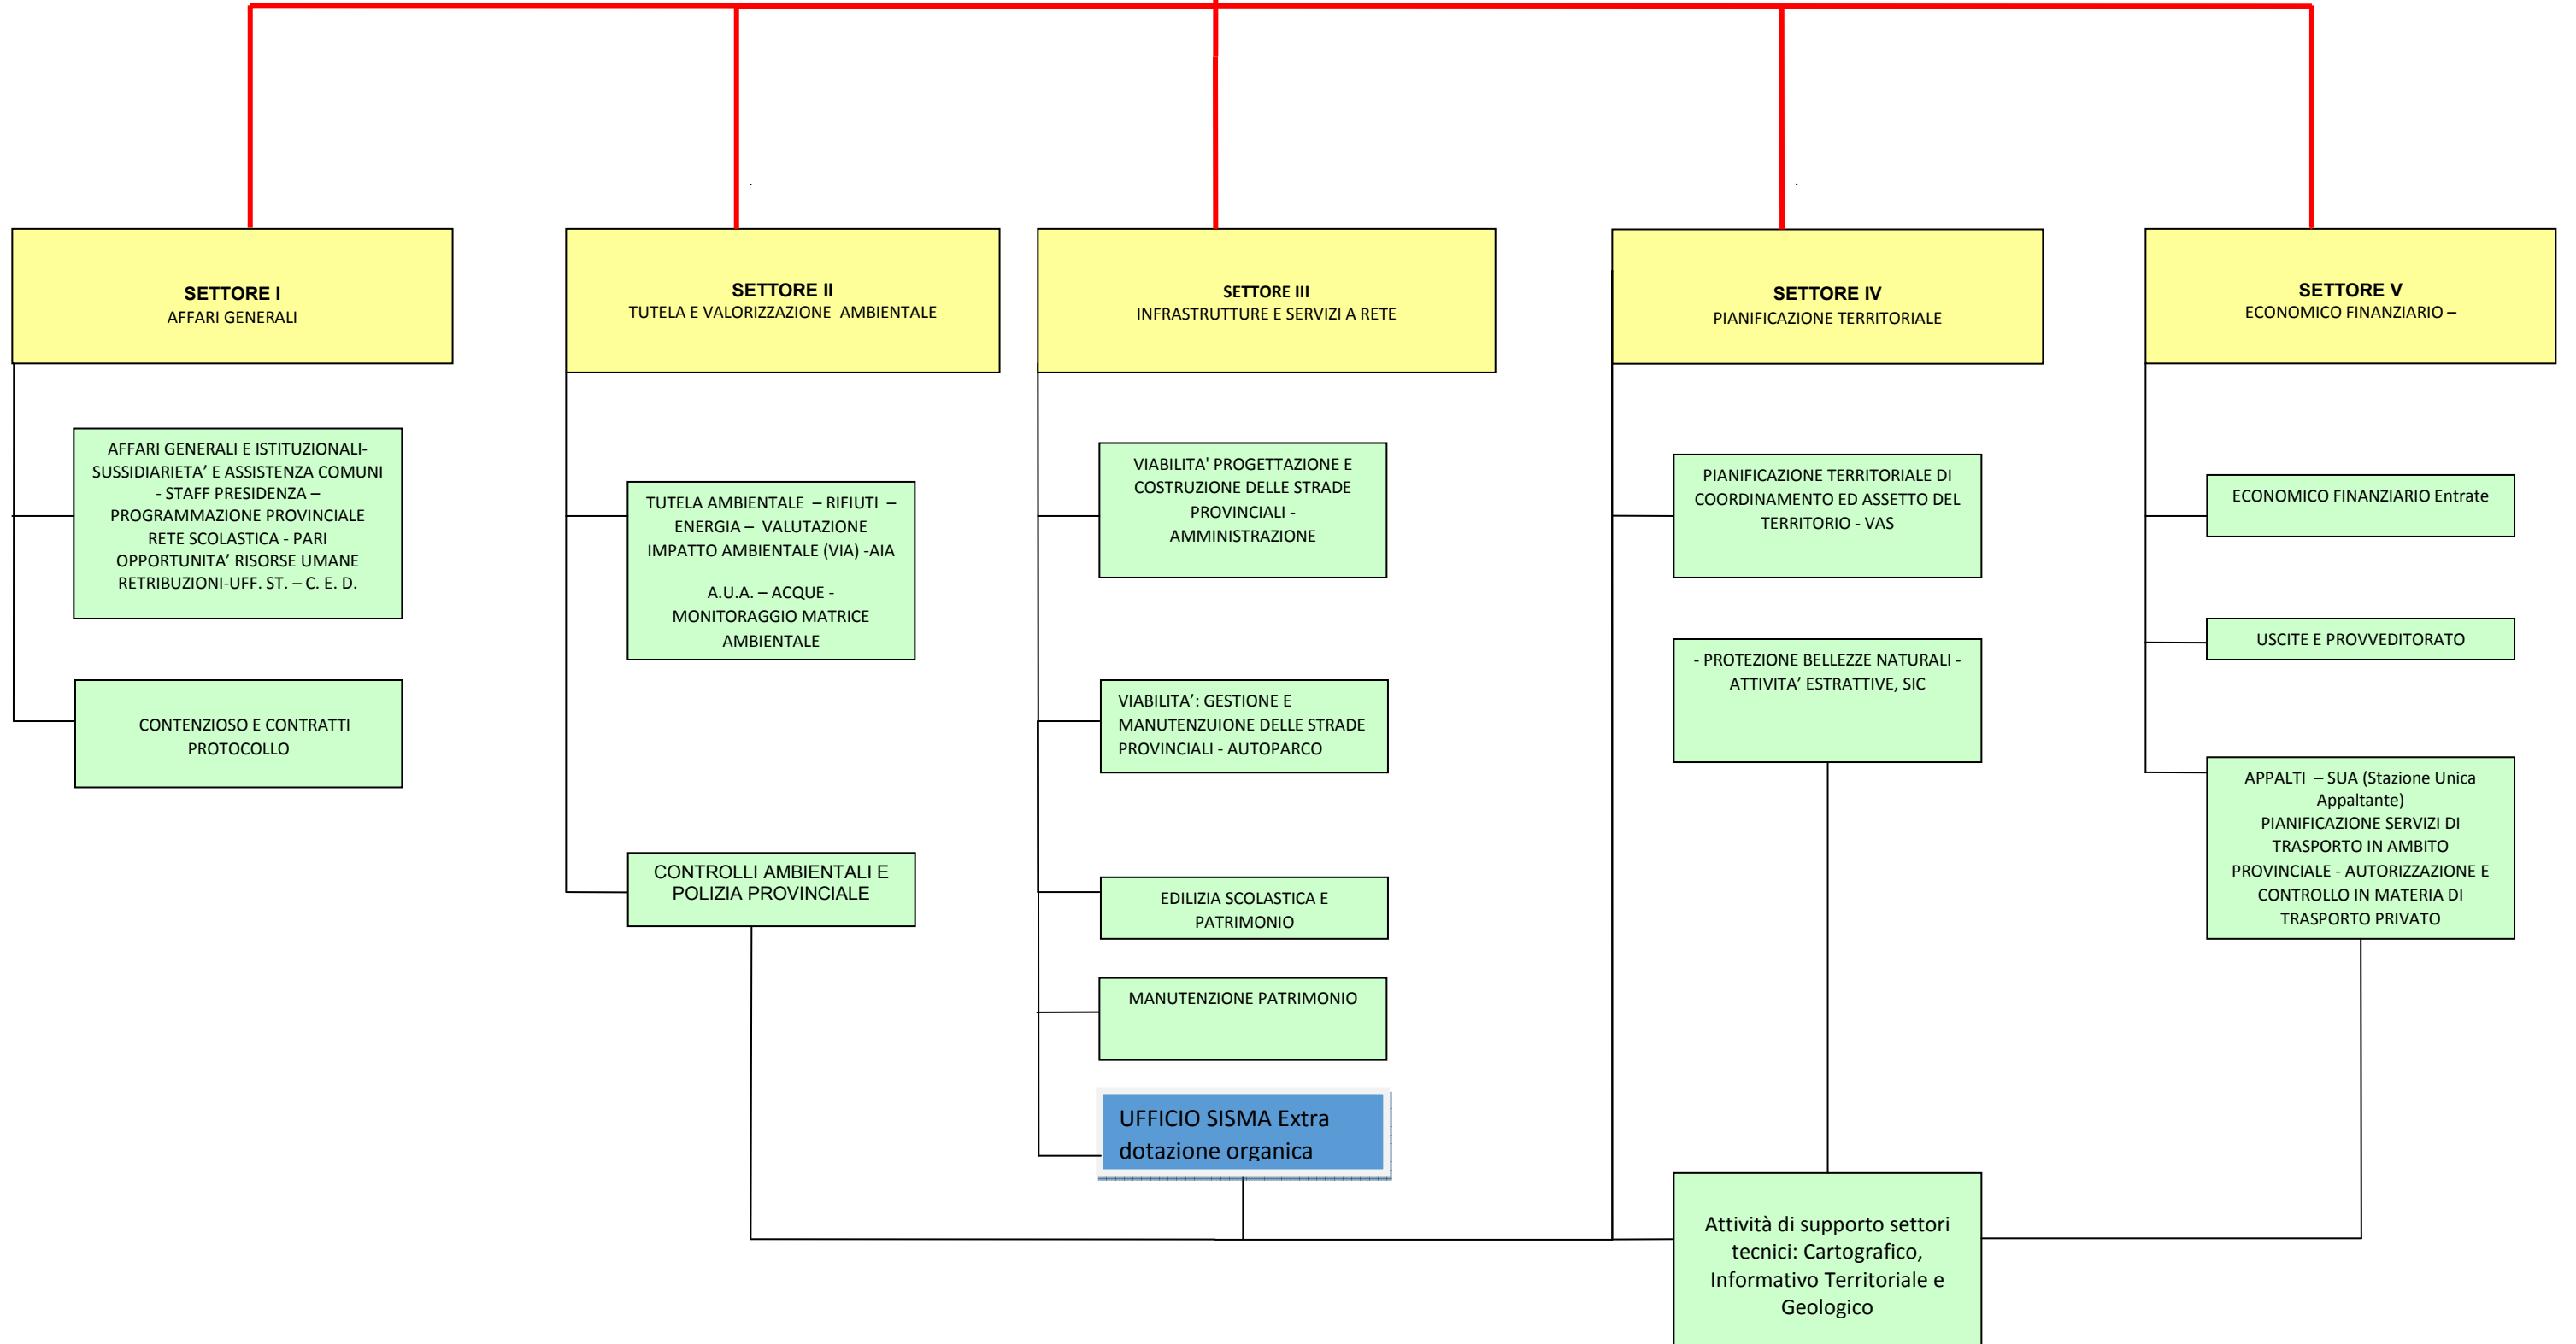 SETTORE I
AFFARI GENERALI
AFFARI GENERALI E ISTITUZIONALI-
SUSSIDIARIETA’ E ASSISTENZA COMUNI
- STAFF PRESIDENZA –
PROGRAMMAZIONE PROVINCIALE
RETE SCOLASTICA - PARI
OPPORTUNITA’ RISORSE UMANE
RETRIBUZIONI-UFF. ST. – C. E. D.
CONTENZIOSO E CONTRATTI
PROTOCOLLO
SETTORE II
TUTELA E VALORIZZAZIONE AMBIENTALE
TUTELA AMBIENTALE – RIFIUTI –
ENERGIA – VALUTAZIONE
IMPATTO AMBIENTALE (VIA) -AIA
A.U.A. – ACQUE -
MONITORAGGIO MATRICE
AMBIENTALE
CONTROLLI AMBIENTALI E
POLIZIA PROVINCIALE
SETTORE III
INFRASTRUTTURE E SERVIZI A RETE
VIABILITA' PROGETTAZIONE E
COSTRUZIONE DELLE STRADE
PROVINCIALI -
AMMINISTRAZIONE
VIABILITA’: GESTIONE E
MANUTENZUIONE DELLE STRADE
PROVINCIALI - AUTOPARCO
EDILIZIA SCOLASTICA E
PATRIMONIO
MANUTENZIONE PATRIMONIO
UFFICIO SISMA Extra
dotazione organica
SETTORE IV
PIANIFICAZIONE TERRITORIALE
PIANIFICAZIONE TERRITORIALE DI
COORDINAMENTO ED ASSETTO DEL
TERRITORIO - VAS
- PROTEZIONE BELLEZZE NATURALI -
ATTIVITA’ ESTRATTIVE, SIC
Attività di supporto settori
tecnici: Cartografico,
Informativo Territoriale e
Geologico
SETTORE V
ECONOMICO FINANZIARIO –
ECONOMICO FINANZIARIO Entrate
USCITE E PROVVEDITORATO
APPALTI – SUA (Stazione Unica
Appaltante)
PIANIFICAZIONE SERVIZI DI
TRASPORTO IN AMBITO
PROVINCIALE - AUTORIZZAZIONE E
CONTROLLO IN MATERIA DI
TRASPORTO PRIVATO